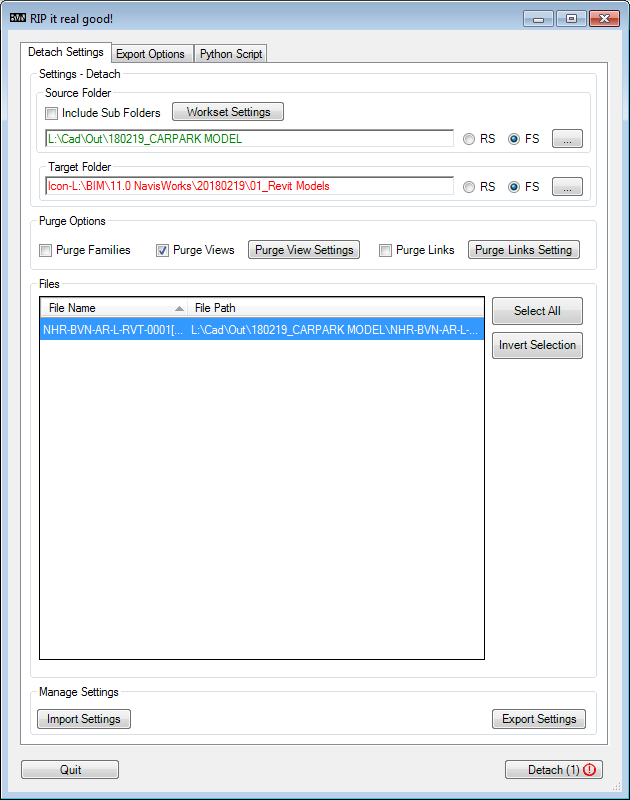 BVN RIP it real good!
Detach Settings Export Options Python Script
Settings - Detach
Source Folder
Include Sub Folders Workset Settings
L:\Cad\Out\180219_CARPARK MODEL RS FS ...
Target Folder
Icon-L:\BIM\11.0 NavisWorks\20180219\01_Revit Models RS FS ...
Purge Options
Purge Families Purge Views Purge View Settings Purge Links Purge Links Setting
Files
File Name File Path
NHR-BVN-AR-L-RVT-0001[... L:\Cad\Out\180219_CARPARK MODEL\NHR-BVN-AR-L-...
Select All
Invert Selection
Manage Settings
Import Settings Export Settings
Quit Detach (1)